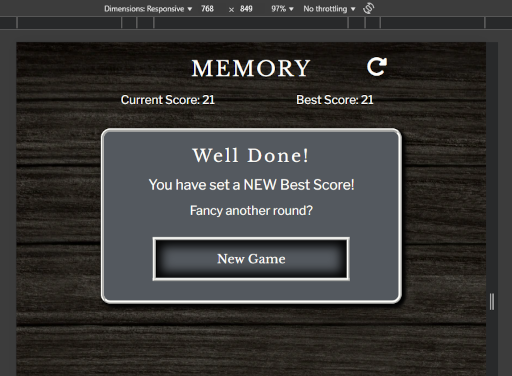 Dimensions: Responsive ▾ 768 × 849 97% ▾ No throttling ▾
MEMORY
Current Score: 21 Best Score: 21
Well Done!
You have set a NEW Best Score!
Fancy another round?
New Game